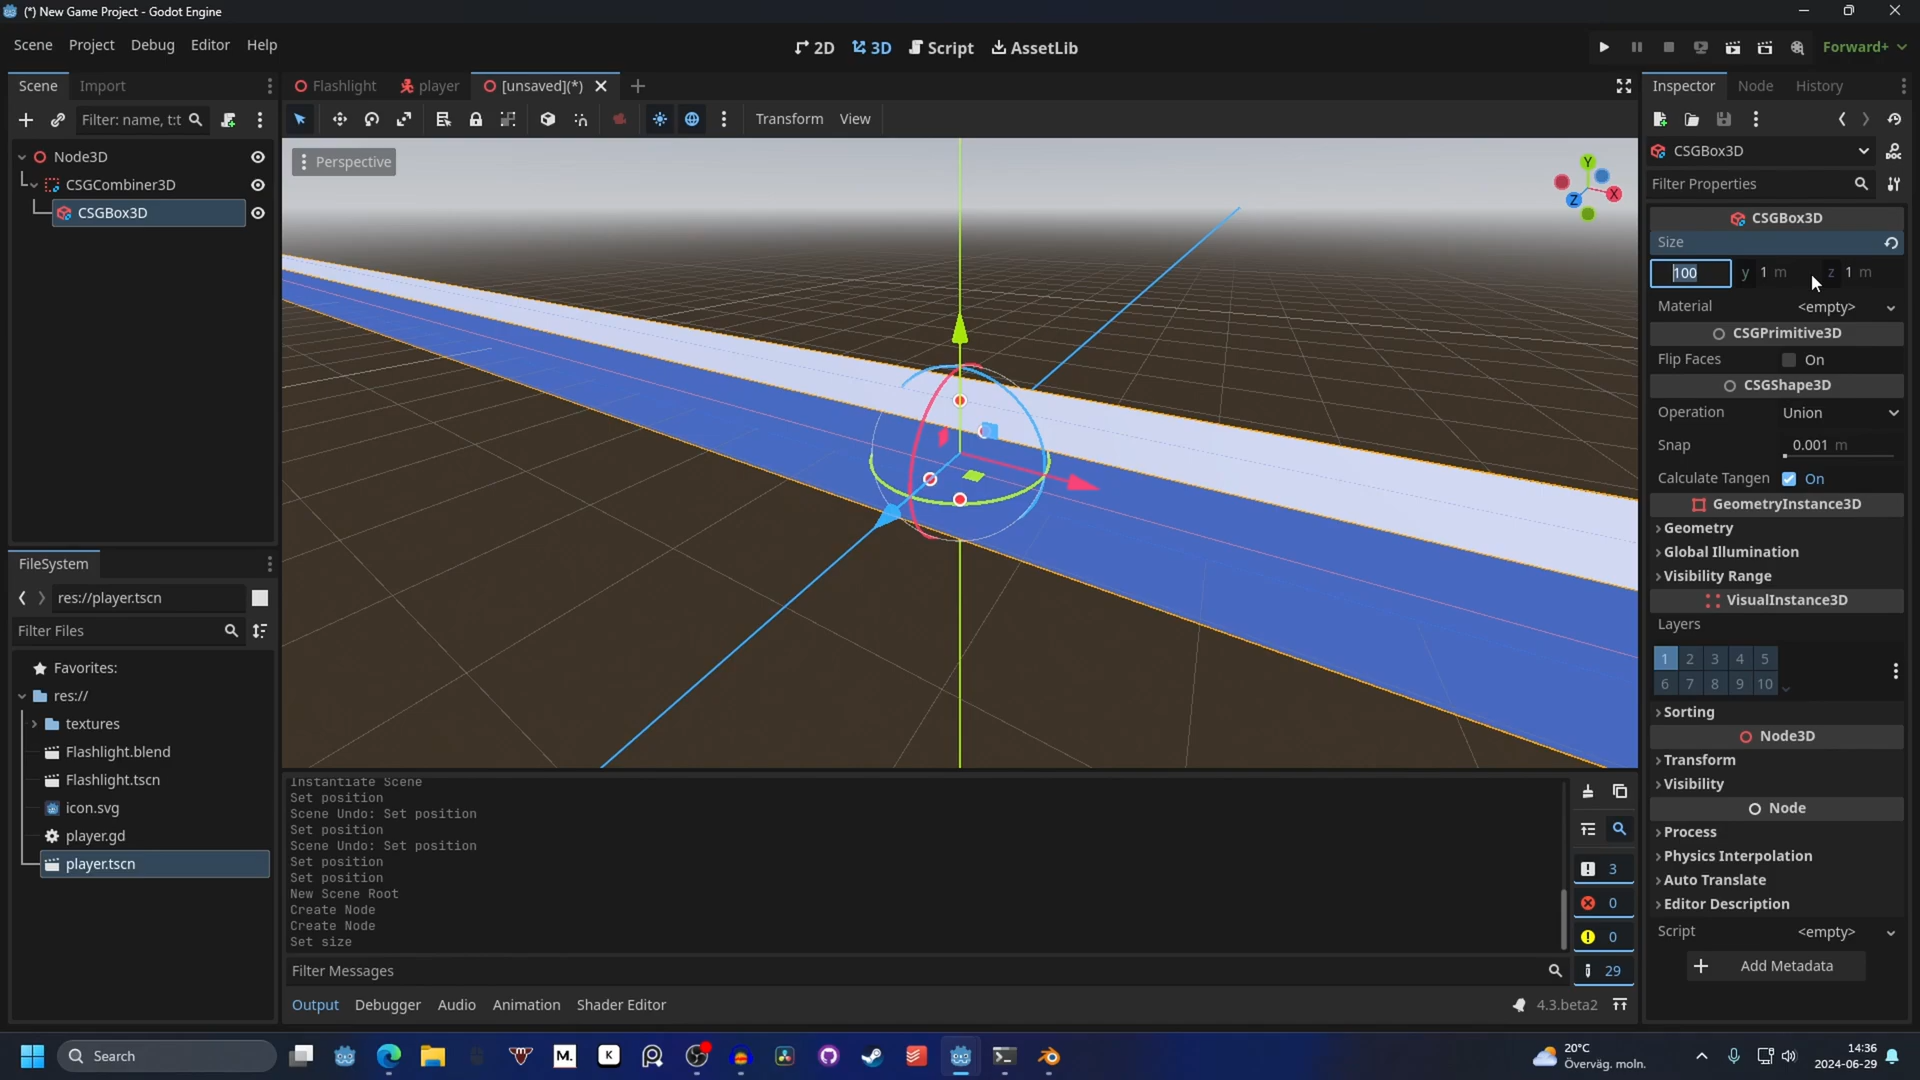 (*) New Game Project - Godot Engine
Scene Project Debug Editor Help
2D 3D Script AssetLib
Forward+
Scene Import
Flashlight player [unsaved](*)
Inspector Node History
Filter: name, t:t
Transform View
Node3D
CSGCombiner3D
CSGBox3D
Perspective
Y
X
Z
CSGBox3D
Filter Properties
CSGBox3D
Size
100 y 1 m z 1 m
Material <empty>
CSGPrimitive3D
Flip Faces On
CSGShape3D
Operation Union
Snap 0.001 m
Calculate Tangen On
GeometryInstance3D
Geometry
Global Illumination
Visibility Range
VisualInstance3D
Layers
1 2 3 4 5
6 7 8 9 10
Sorting
Node3D
Transform
Visibility
Node
Process
Physics Interpolation
Auto Translate
Editor Description
Script <empty>
Add Metadata
FileSystem
res://player.tscn
Filter Files
Favorites:
res://
textures
Flashlight.blend
Flashlight.tscn
icon.svg
player.gd
player.tscn
Instantiate Scene
Set position
Scene Undo: Set position
Set position
Scene Undo: Set position
Set position
Set position
New Scene Root
Create Node
Create Node
Set size
3
0
0
29
Filter Messages
Output Debugger Audio Animation Shader Editor
4.3.beta2
Search
M.
K
20°C
Överväg. moln.
14:36
2024-06-29